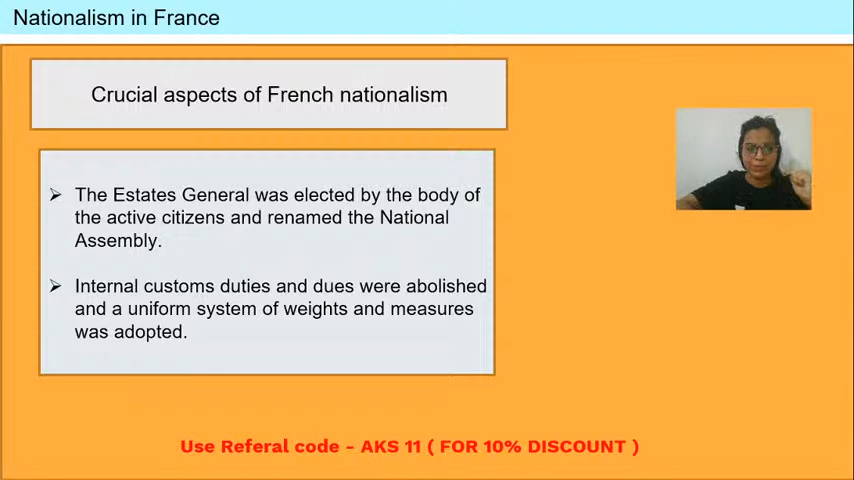 Nationalism in France
Crucial aspects of French nationalism
➢ The Estates General was elected by the body of
the active citizens and renamed the National
Assembly.
➢ Internal customs duties and dues were abolished
and a uniform system of weights and measures
was adopted.
Use Referal code - AKS 11 ( FOR 10% DISCOUNT )